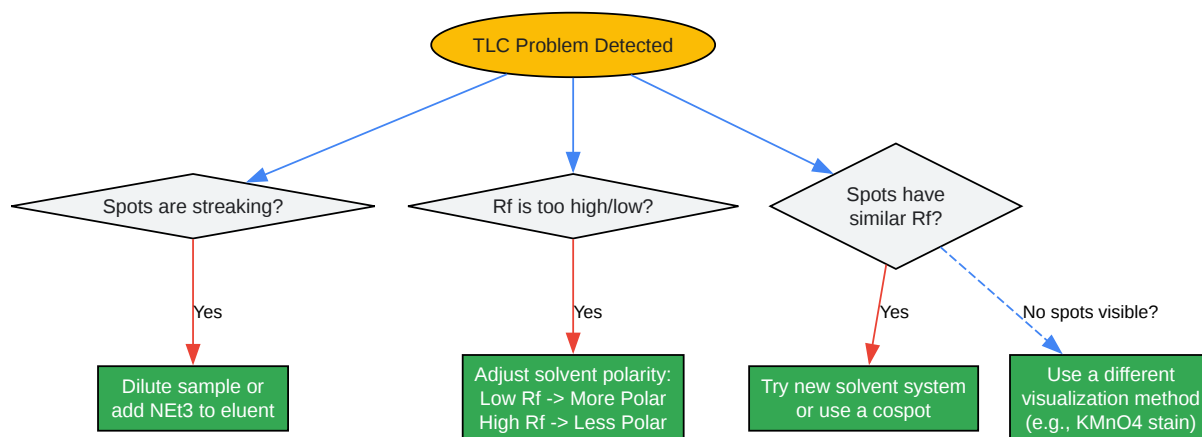 TLC Problem Detected
Spots are streaking?
Rf is too high/low?
Spots have
similar Rf?
Yes
Yes
Yes
No spots visible?
Dilute sample or
add NEt3 to eluent
Adjust solvent polarity:
Low Rf -> More Polar
High Rf -> Less Polar
Try new solvent system
or use a cospot
Use a different
visualization method
(e.g., KMnO4 stain)